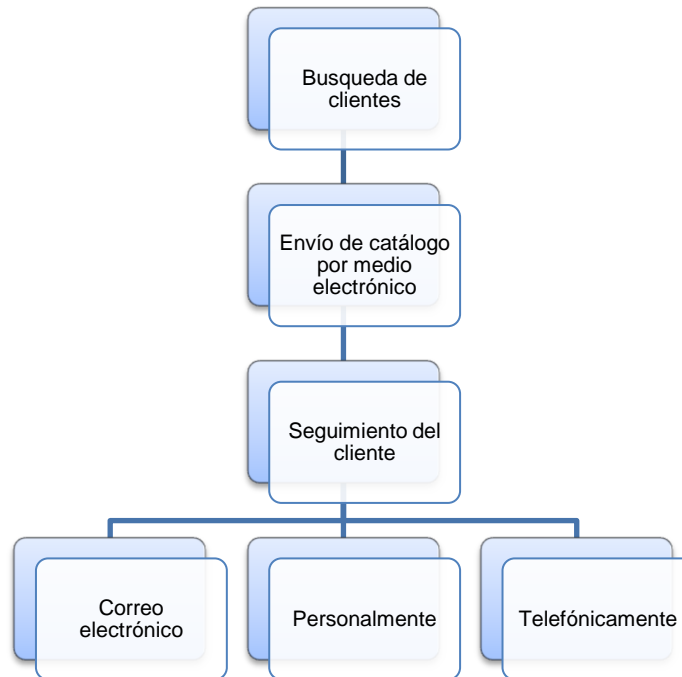 Busqueda de
clientes
Envío de catálogo
por medio
electrónico
Seguimiento del
cliente
Correo
electrónico
Personalmente
Telefónicamente